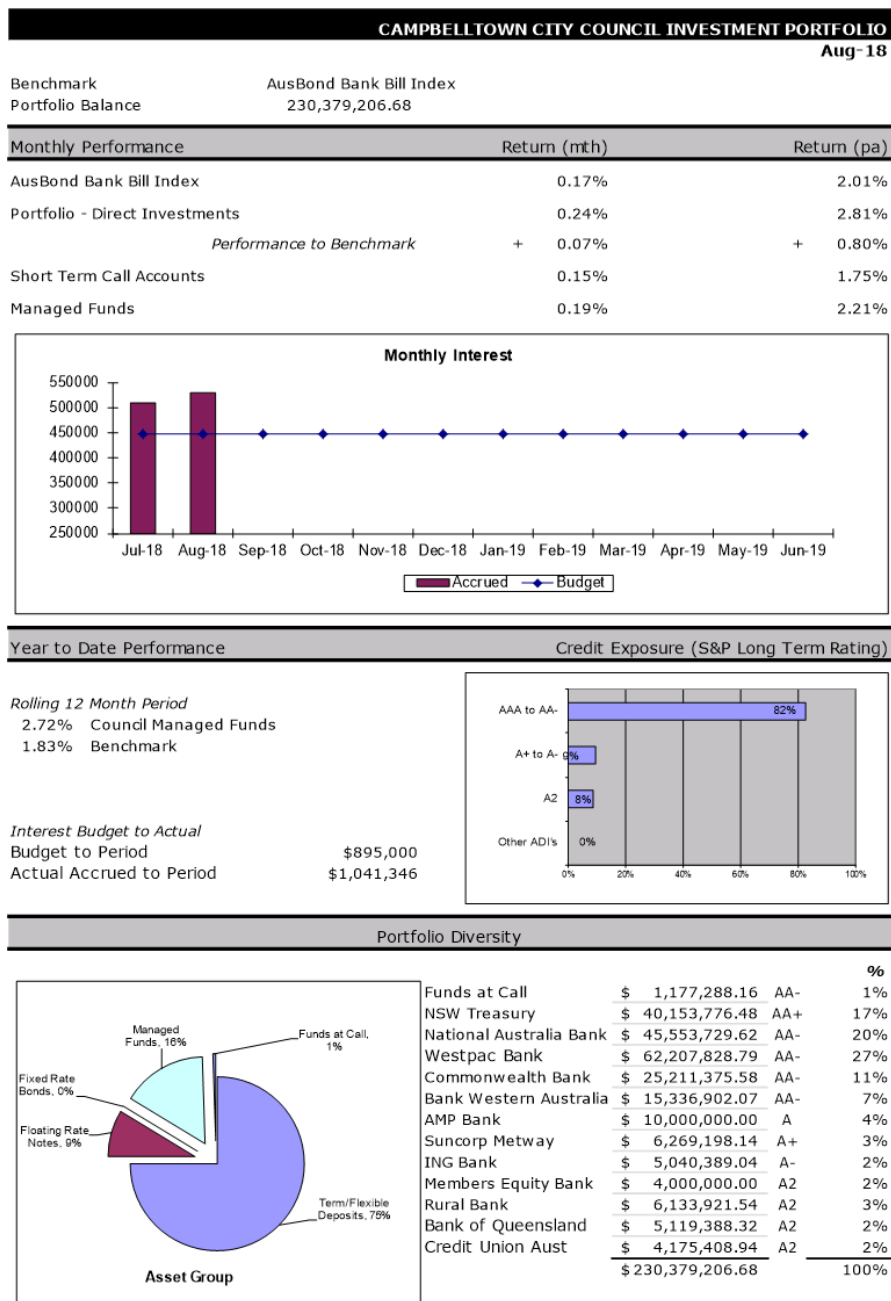 CAMPBELLTOWN CITY COUNCIL INVESTMENT PORTFOLIO
Aug-18
Benchmark AusBond Bank Bill Index
Portfolio Balance 230,379,206.68
Monthly Performance Return (mth) Return (pa)
AusBond Bank Bill Index 0.17% 2.01%
Portfolio - Direct Investments 0.24% 2.81%
Performance to Benchmark + 0.07% + 0.80%
Short Term Call Accounts 0.15% 1.75%
Managed Funds 0.19% 2.21%
Monthly Interest
550000
500000
450000
400000
350000
300000
250000
Jul-18 Aug-18 Sep-18 Oct-18 Nov-18 Dec-18 Jan-19 Feb-19 Mar-19 Apr-19 May-19 Jun-19
Accrued Budget
Year to Date Performance Credit Exposure (S&P Long Term Rating)
Rolling 12 Month Period
2.72% Council Managed Funds
1.83% Benchmark
Interest Budget to Actual
Budget to Period $895,000
Actual Accrued to Period $1,041,346
AAA to AA- 82%
A+ to A- 9%
A2 8%
Other ADI's 0%
0% 20% 40% 60% 80% 100%
Portfolio Diversity
Managed
Funds, 16%
Funds at Call,
1%
Fixed Rate
Bonds, 0%
Floating Rate
Notes, 9%
Term/Flexible
Deposits, 75%
Asset Group
%
Funds at Call $ 1,177,288.16 AA- 1%
NSW Treasury $ 40,153,776.48 AA+ 17%
National Australia Bank $ 45,553,729.62 AA- 20%
Westpac Bank $ 62,207,828.79 AA- 27%
Commonwealth Bank $ 25,211,375.58 AA- 11%
Bank Western Australia $ 15,336,902.07 AA- 7%
AMP Bank $ 10,000,000.00 A 4%
Suncorp Metway $ 6,269,198.14 A+ 3%
ING Bank $ 5,040,389.04 A- 2%
Members Equity Bank $ 4,000,000.00 A2 2%
Rural Bank $ 6,133,921.54 A2 3%
Bank of Queensland $ 5,119,388.32 A2 2%
Credit Union Aust $ 4,175,408.94 A2 2%
$230,379,206.68 100%